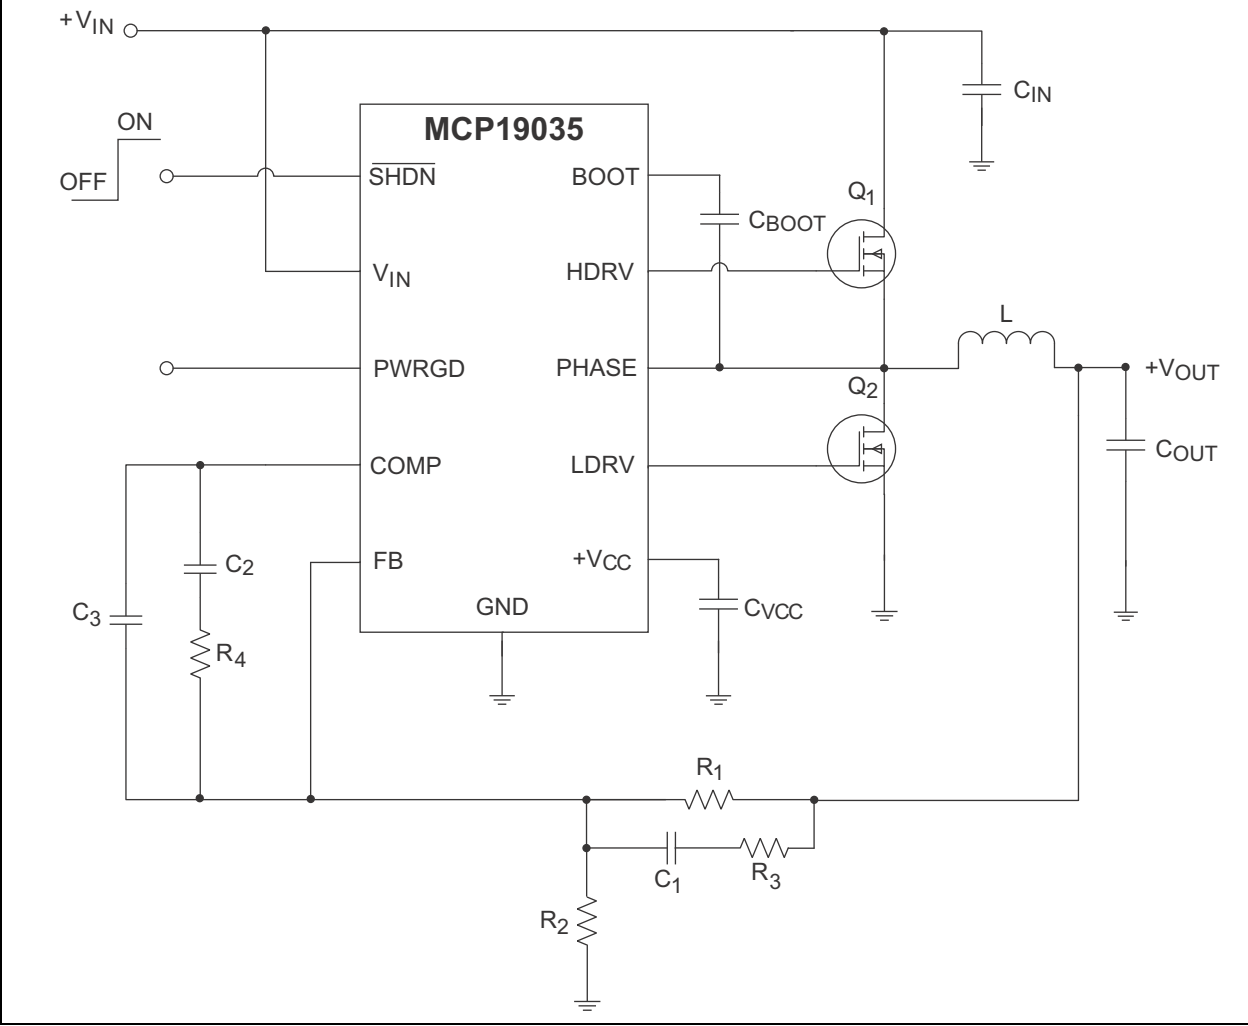 +VIN
CIN
ON
OFF
MCP19035
SHDN
BOOT
Q1
CBOOT
VIN
HDRV
L
PWRGD
PHASE
+VOUT
Q2
COMP
LDRV
COUT
C2
FB
+VCC
C3
GND
CVCC
R4
R1
C1
R3
R2